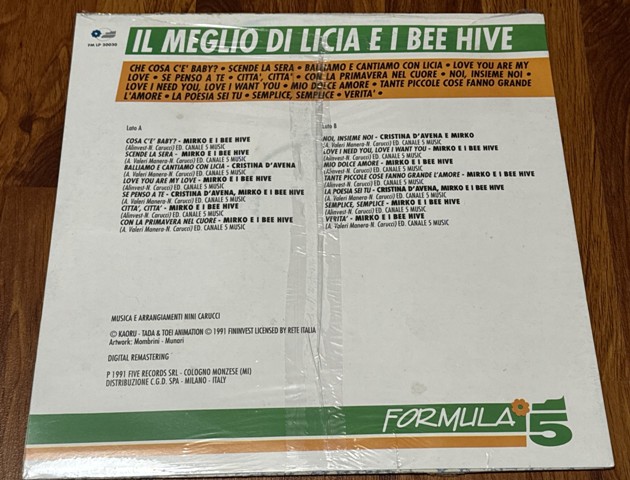 FM LP 50030
IL MEGLIO DI LICIA E I BEE HIVE
CHE COSA C'E' BABY? • SCENDE LA SERA • BALLIAMO E CANTIAMO CON LICIA • LOVE YOU ARE MY
LOVE • SE PENSO A TE • CITTA', CITTA' • CON LA PRIMAVERA NEL CUORE • NOI, INSIEME NOI •
LOVE I NEED YOU, LOVE I WANT YOU • MIO DOLCE AMORE • TANTE PICCOLE COSE FANNO GRANDE
L'AMORE • LA POESIA SEI TU • SEMPLICE, SEMPLICE • VERITA' •
Lato A
COSA C'E' BABY? - MIRKO E I BEE HIVE
(Alinvest-N. Carucci) ED. CANALE 5 MUSIC
SCENDE LA SERA - MIRKO E I BEE HIVE
(Alinvest-N. Carucci) ED. CANALE 5 MUSIC
BALLIAMO E CANTIAMO CON LICIA - CRISTINA D'AVENA
(A. Valeri Manera-N. Carucci) ED. CANALE 5 MUSIC
LOVE YOU ARE MY LOVE - MIRKO E I BEE HIVE
(Alinvest-N. Carucci) ED. CANALE 5 MUSIC
SE PENSO A TE - CRISTINA D'AVENA, MIRKO E I BEE HIVE
(A. Valeri Manera-N. Carucci) ED. CANALE 5 MUSIC
CITTA', CITTA' - MIRKO E I BEE HIVE
(Alinvest-N. Carucci) ED. CANALE 5 MUSIC
CON LA PRIMAVERA NEL CUORE - MIRKO E I BEE HIVE
(A. Valeri Manera-N. Carucci) ED. CANALE 5 MUSIC
Lato B
NOI, INSIEME NOI - CRISTINA D'AVENA E MIRKO
(A. Valeri Manera-N. Carucci) ED. CANALE 5 MUSIC
LOVE I NEED YOU, LOVE I WANT YOU - MIRKO E I BEE HIVE
(Alinvest-N. Carucci) ED. CANALE 5 MUSIC
MIO DOLCE AMORE - MIRKO E I BEE HIVE
(Alinvest-N. Carucci) ED. CANALE 5 MUSIC
TANTE PICCOLE COSE FANNO GRANDE L'AMORE - MIRKO E I BEE HIVE
(A. Valeri Manera-N. Carucci) ED. CANALE 5 MUSIC
LA POESIA SEI TU - CRISTINA D'AVENA, MIRKO E I BEE HIVE
(A. Valeri Manera-N. Carucci) ED. CANALE 5 MUSIC
SEMPLICE, SEMPLICE - MIRKO E I BEE HIVE
(Alinvest-N. Carucci) ED. CANALE 5 MUSIC
VERITA' - MIRKO E I BEE HIVE
(A. Valeri Manera-N. Carucci) ED. CANALE 5 MUSIC
MUSICA E ARRANGIAMENTI NINI CARUCCI
© KAORU - TADA & TOEI ANIMATION © 1991 FININVEST LICENSED BY RETE ITALIA
Artwork: Mombrini - Munari
DIGITAL REMASTERING
P 1991 FIVE RECORDS SRL - COLOGNO MONZESE (MI)
DISTRIBUZIONE C.G.D. SPA - MILANO - ITALY
FORMULA 5